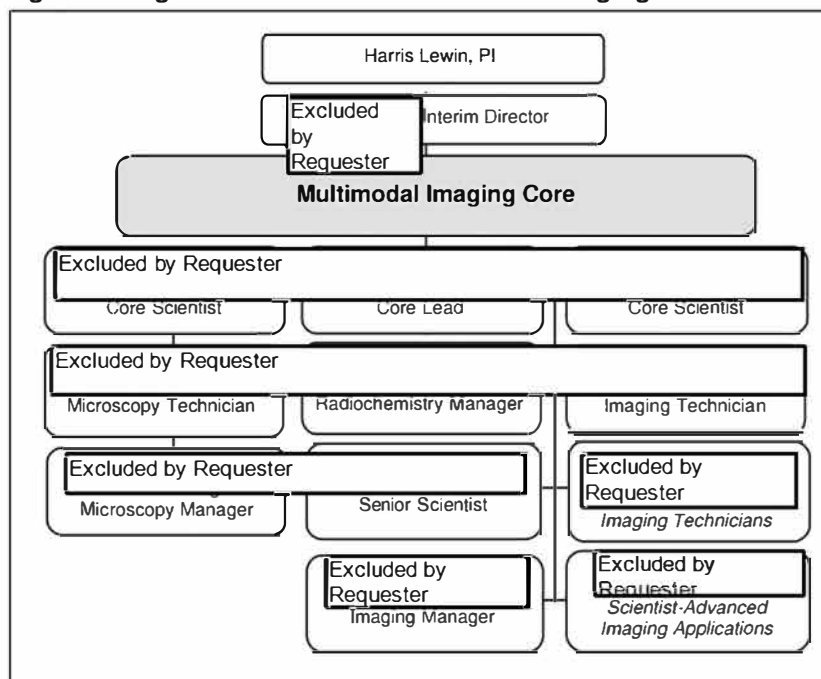 Harris Lewin, PI
Excluded by Requester Interim Director
Multimodal Imaging Core
Excluded by Requester
Core Scientist
Core Lead
Core Scientist
Excluded by Requester
Microscopy Technician
Radiochemistry Manager
Imaging Technician
Excluded by Requester
Microscopy Manager
Senior Scientist
Excluded by
Requester
Imaging Technicians
Excluded by
Requester
Imaging Manager
Excluded by
Requester
Scientist-Advanced
Imaging Applications